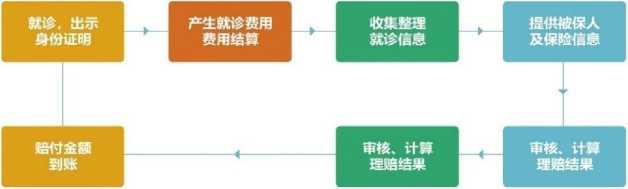 就诊，出示
身份证明
产生就诊费用
费用结算
收集整理
就诊信息
提供被保人
及保险信息
赔付金额
到账
审核、计算
理赔结果
审核、计算
理赔结果